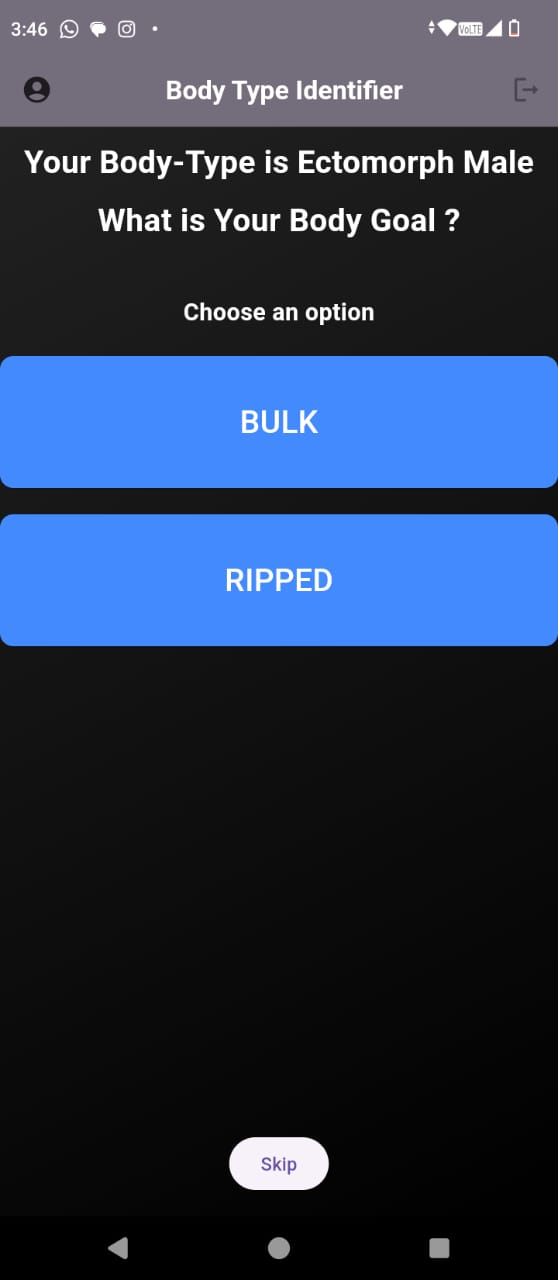 3:46 VoLTE
Body Type Identifier
Your Body-Type is Ectomorph Male
What is Your Body Goal ?
Choose an option
BULK
RIPPED
Skip